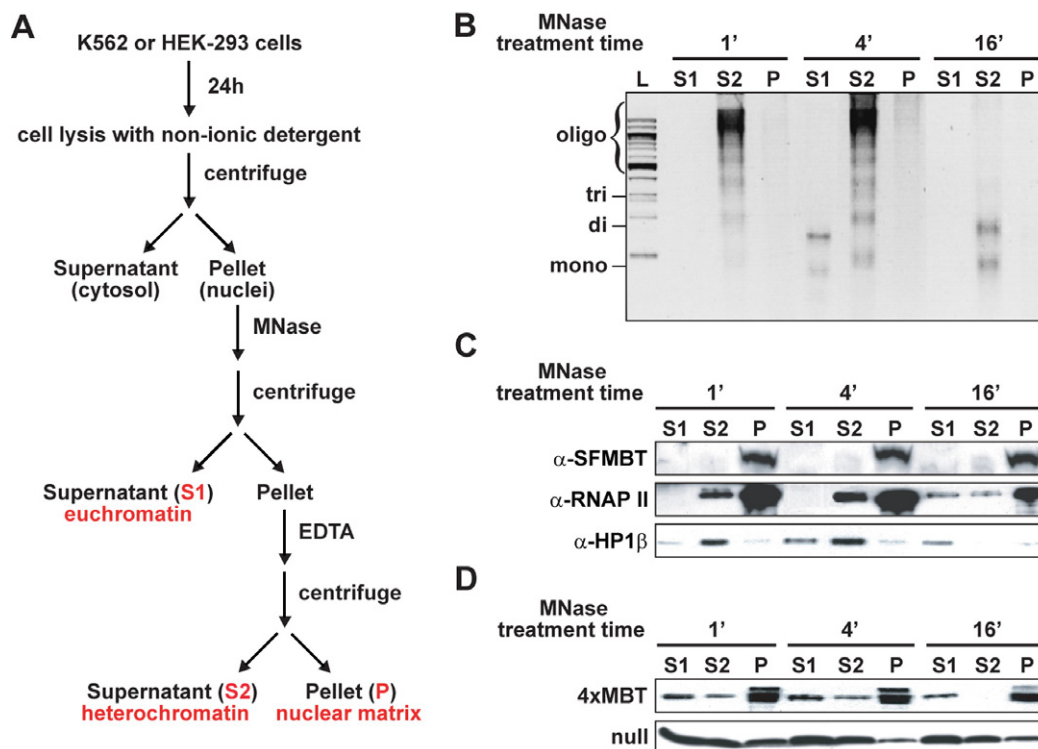 A
K562 or HEK-293 cells
24h
cell lysis with non-ionic detergent
centrifuge
Supernatant
(cytosol)
Pellet
(nuclei)
MNase
centrifuge
Supernatant (S1)
euchromatin
Pellet
EDTA
centrifuge
Supernatant (S2)
heterochromatin
Pellet (P)
nuclear matrix
B
MNase
treatment time
1’ 4’ 16’
L S1 S2 P S1 S2 P S1 S2 P
oligo
tri
di
mono
C
MNase
treatment time
1’ 4’ 16’
S1 S2 P S1 S2 P S1 S2 P
α-SFMBT
α-RNAP II
α-HP1β
D
MNase
treatment time
1’ 4’ 16’
S1 S2 P S1 S2 P S1 S2 P
4xMBT
null